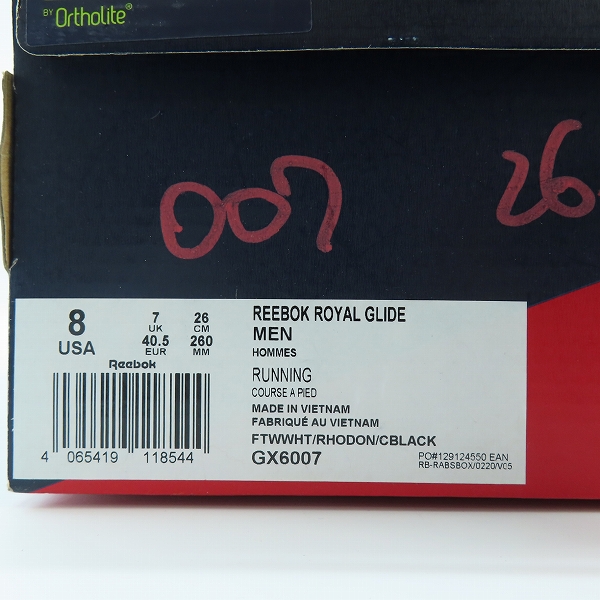 BY Ortholite®
007 26
8 USA
7 UK
26 CM
40.5 EUR
260 MM
Reebok
4 065419 118544
REEBOK ROYAL GLIDE
MEN
HOMMES
RUNNING
COURSE A PIED
MADE IN VIETNAM
FABRIQUÉ AU VIETNAM
FTWWHT/RHODON/CBLACK
GX6007
PO#129124550 EAN
RB-RABSBOX/0220/V05